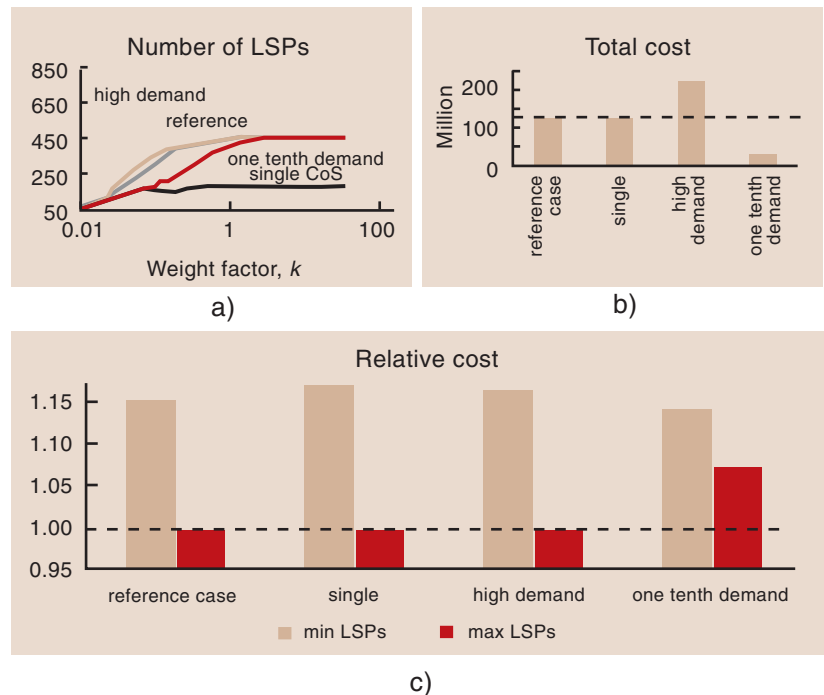 Number of LSPs
850
650
450
250
50
high demand
reference
one tenth demand
single CoS
0.01
1
100
Weight factor, k
a)
Total cost
Million
200
100
0
reference
case
single
high
demand
one tenth
demand
b)
Relative cost
1.15
1.10
1.05
1.00
0.95
reference case
single
high demand
one tenth demand
min LSPs
max LSPs
c)